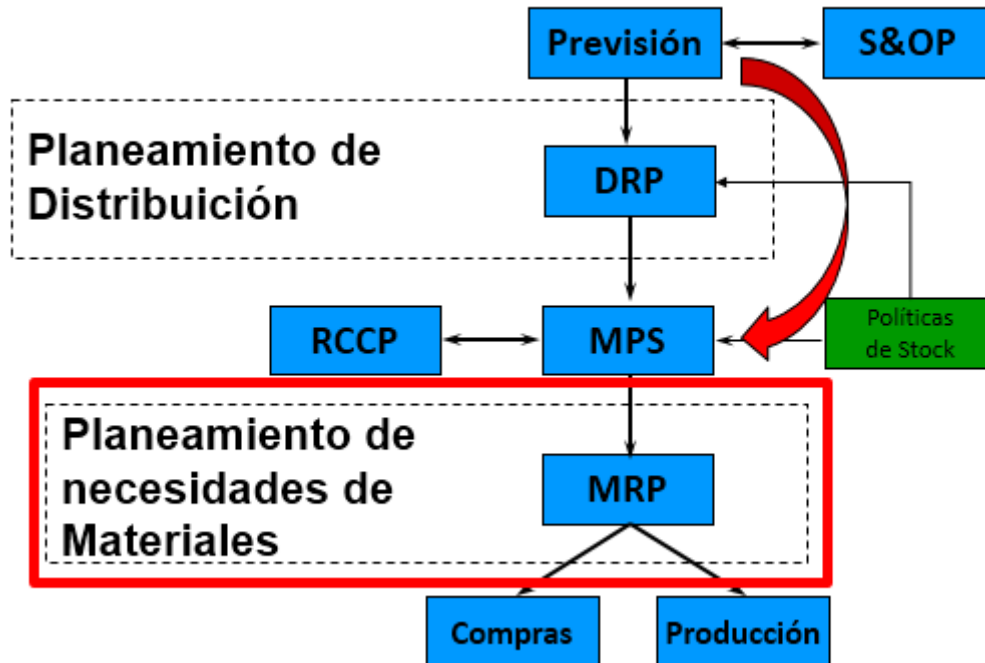 Previsión
S&OP
Planeamiento de
Distribuición
DRP
RCCP
MPS
Políticas
de Stock
Planeamiento de
necesidades de
Materiales
MRP
Compras
Producción